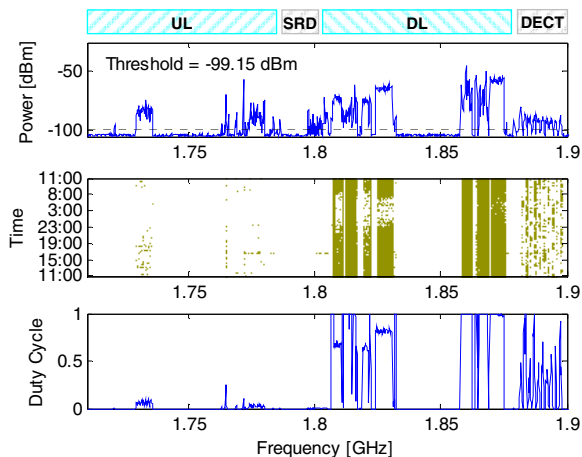 UL SRD DL DECT
Threshold = -99.15 dBm
Power [dBm]
-50
-100
1.75 1.8 1.85 1.9
Time
11:00
8:00
3:00
23:00
19:00
15:00
11:00
1.75 1.8 1.85 1.9
Duty Cycle
1
0.5
0
1.75 1.8 1.85 1.9
Frequency [GHz]